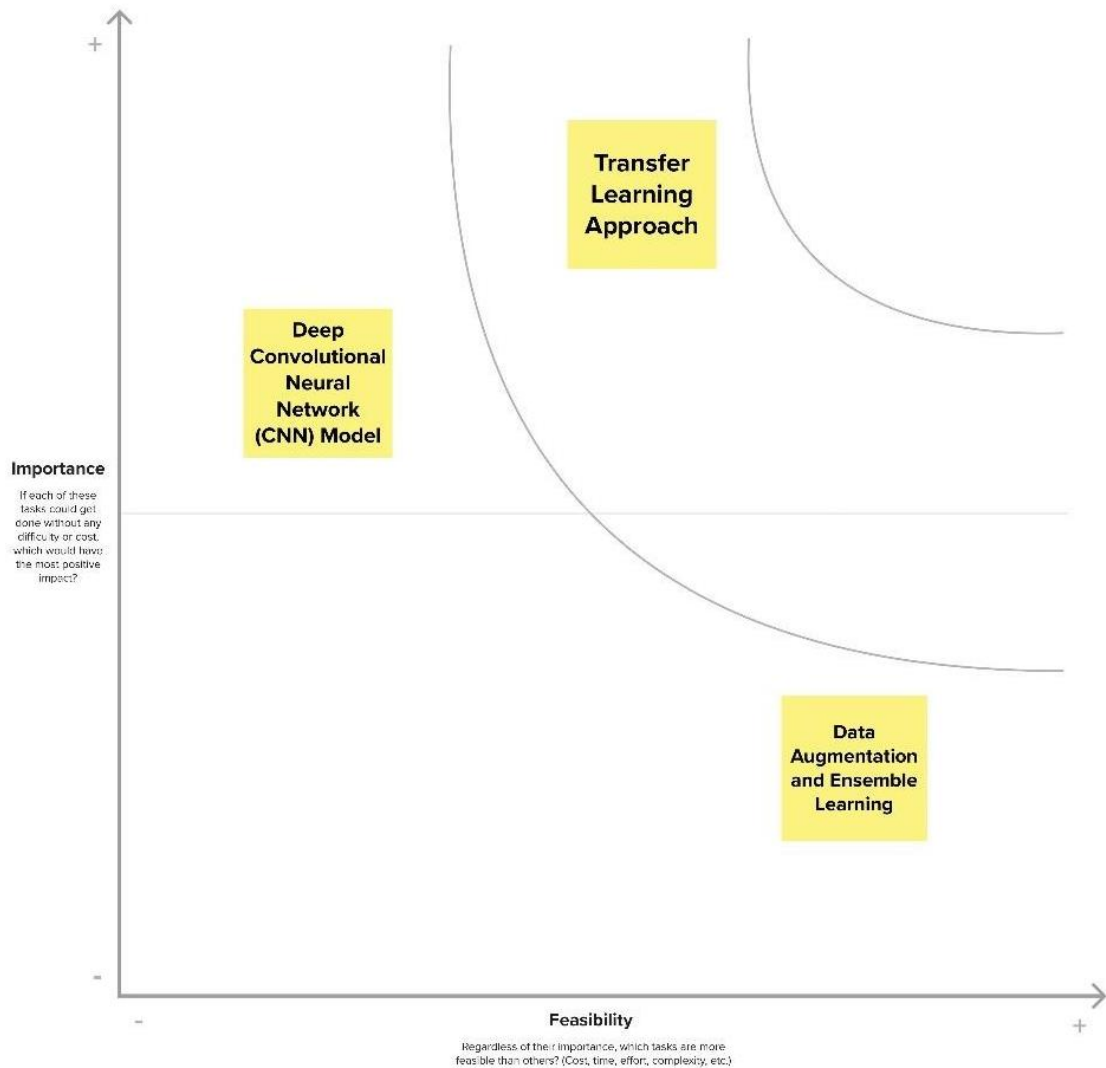 +
Transfer
Learning
Approach
Deep
Convolutional
Neural
Network
(CNN) Model
Importance
If each of these
tasks could get
done without any
difficulty or cost,
which would have
the most positive
impact?
Data
Augmentation
and Ensemble
Learning
-
-
Feasibility
+
Regardless of their importance, which tasks are more
feasible than others? (Cost, time, effort, complexity, etc.)